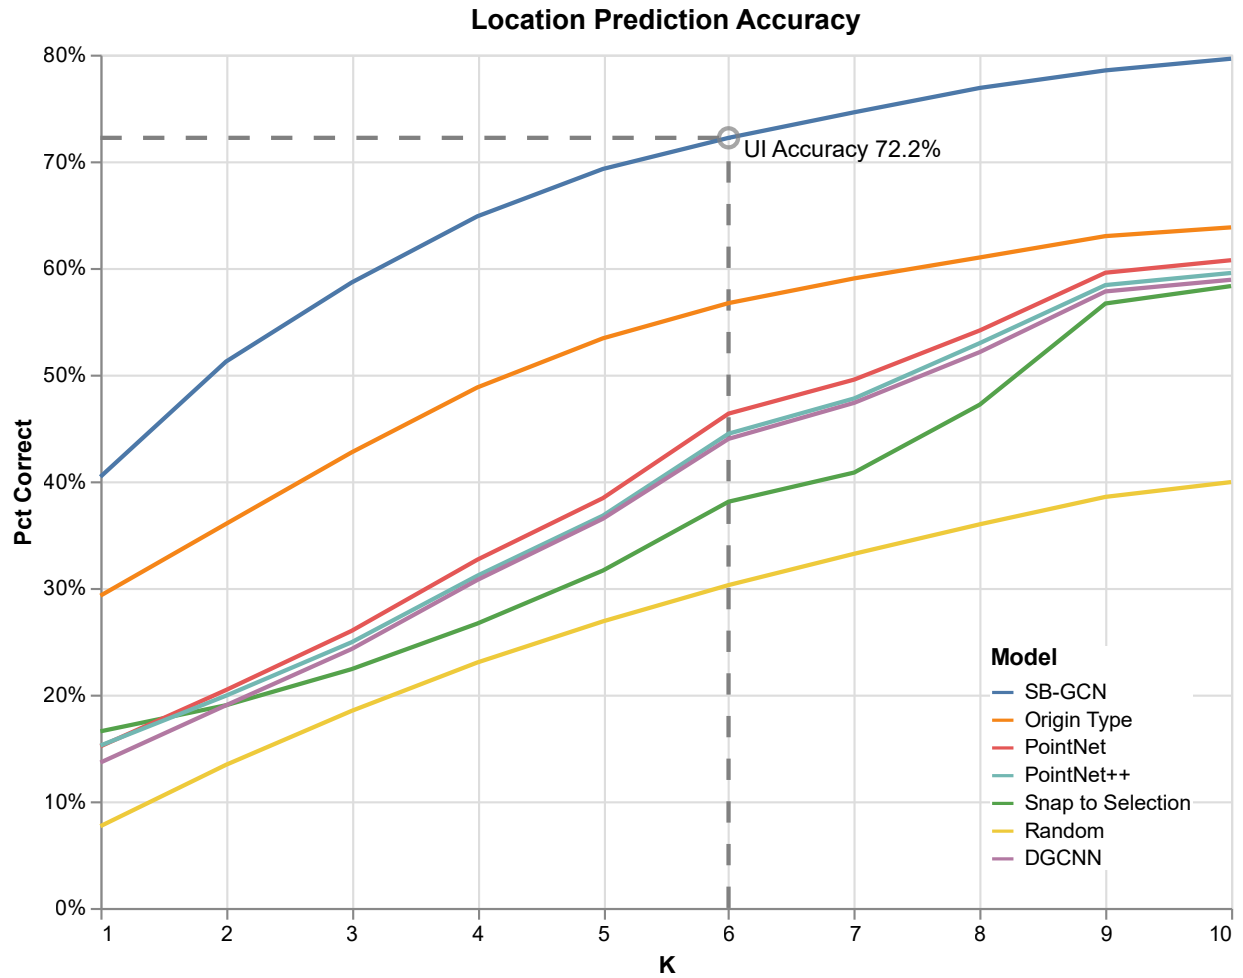 Location Prediction Accuracy
80%
70%
60%
50%
40%
30%
20%
10%
0%
Pct Correct
UI Accuracy 72.2%
Model
SB-GCN
Origin Type
PointNet
PointNet++
Snap to Selection
Random
DGCNN
1 2 3 4 5 6 7 8 9 10
K